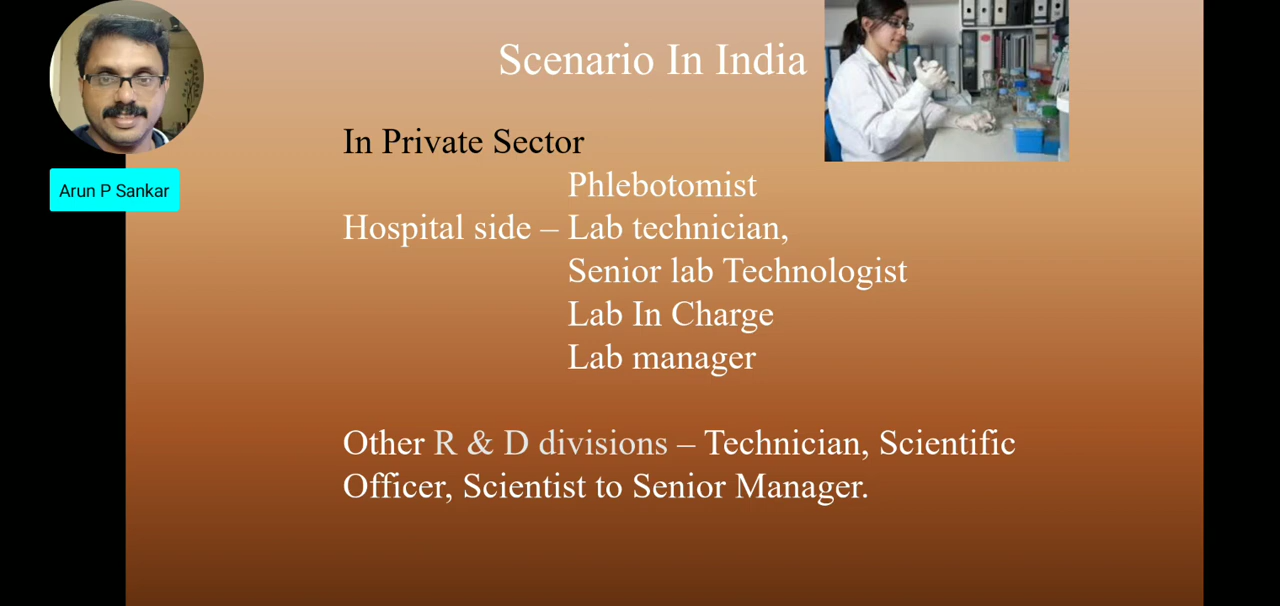 Scenario In India
Arun P Sankar
In Private Sector
Phlebotomist
Hospital side – Lab technician,
Senior lab Technologist
Lab In Charge
Lab manager
Other R & D divisions – Technician, Scientific
Officer, Scientist to Senior Manager.